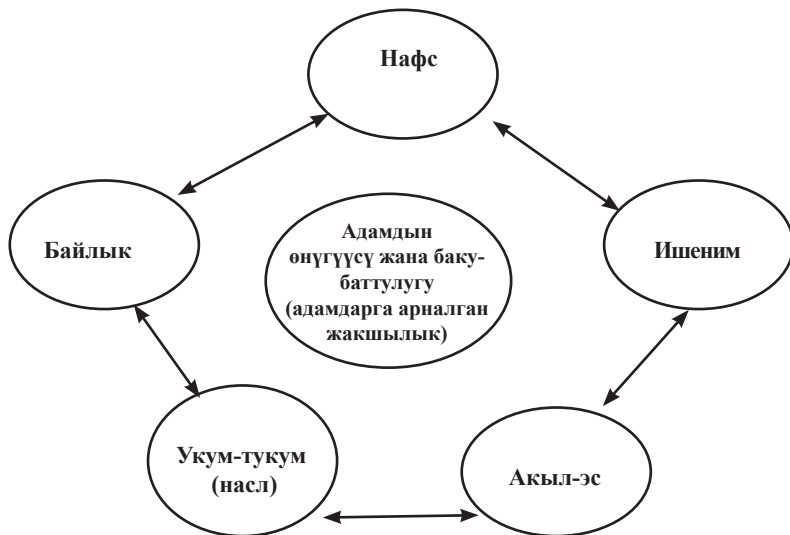 Нафс
Байлык
Адамдын
өнүгүүсү жана баку-
баттулугу
(адамдарга арналган
жакшылык)
Ишеним
Укум-тукум
(насл)
Акыл-эс